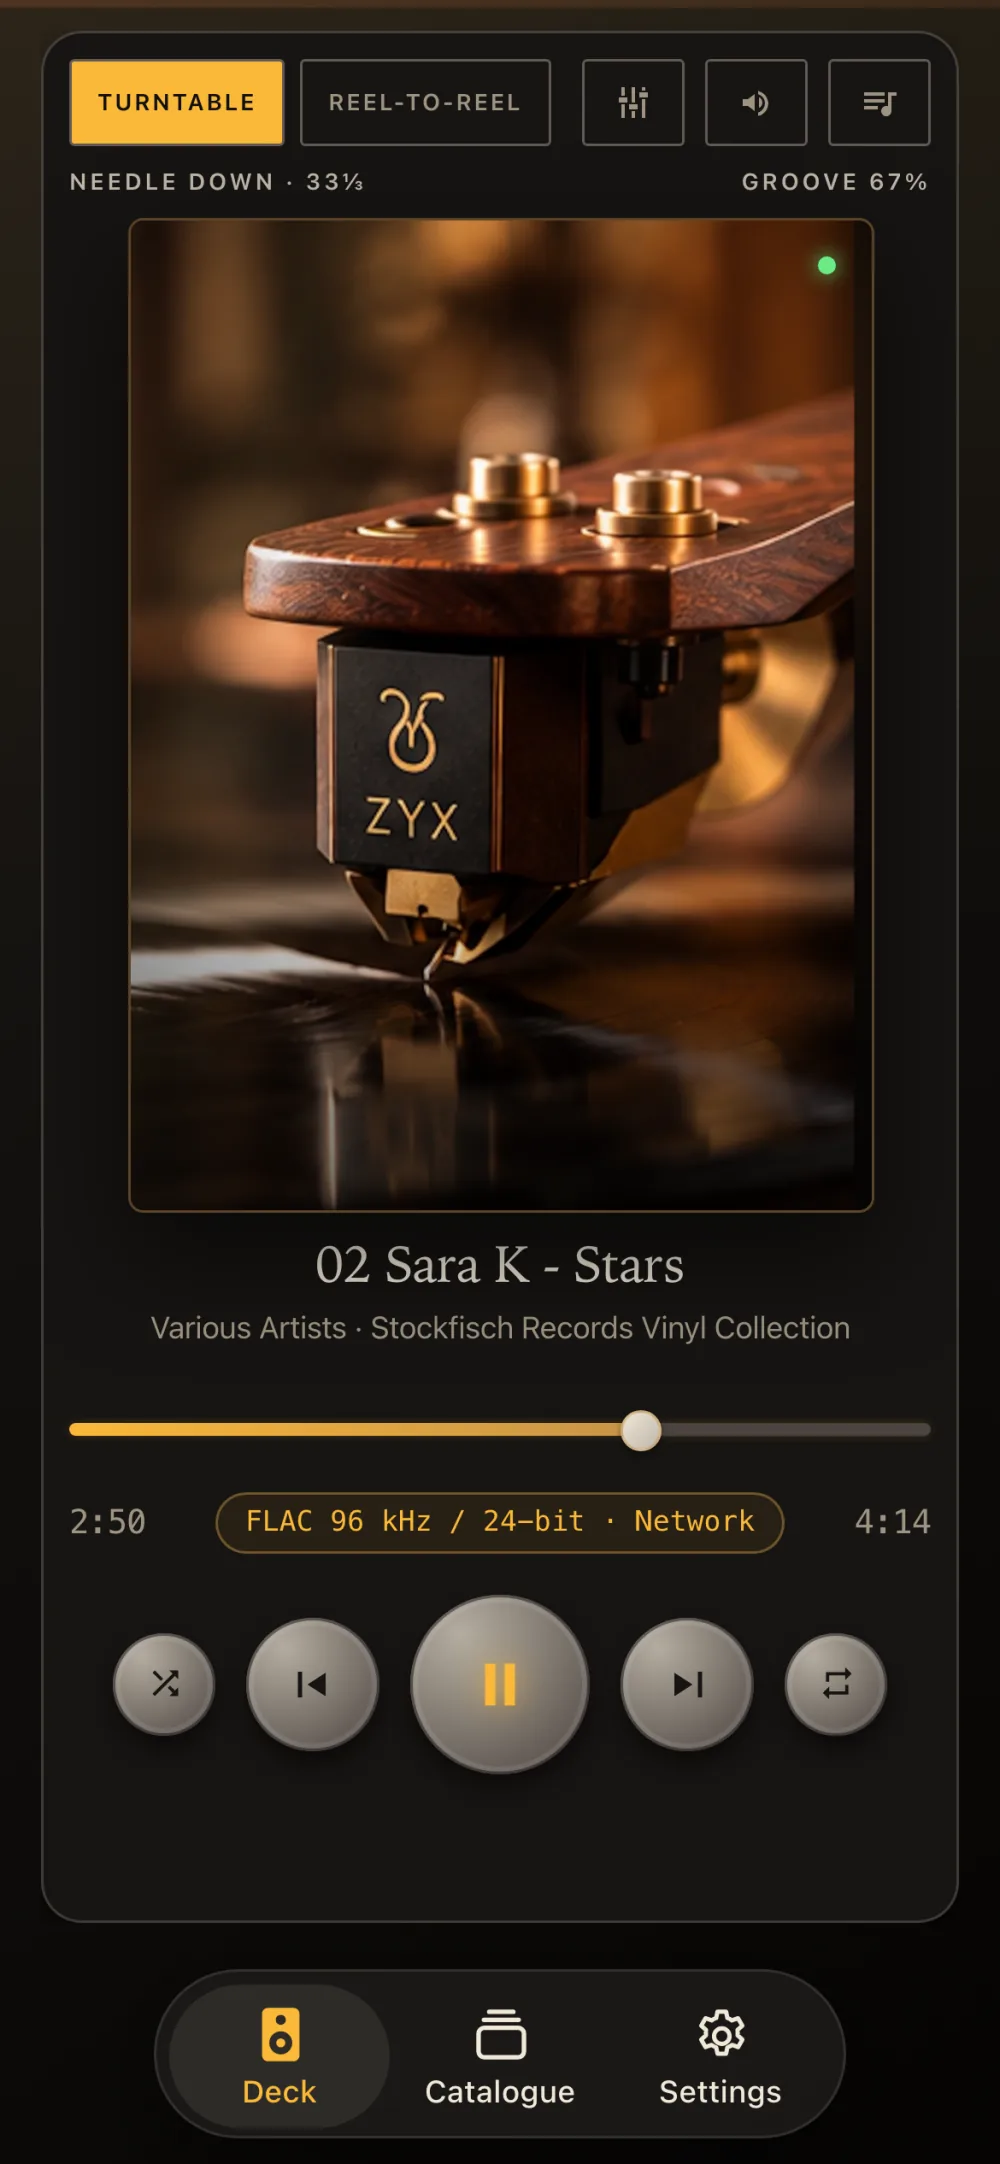 TURNTABLE
REEL-TO-REEL
NEEDLE DOWN · 33⅓
GROOVE 67%
ZYX
02 Sara K - Stars
Various Artists · Stockfisch Records Vinyl Collection
2:50
FLAC 96 kHz / 24-bit · Network
4:14
Deck
Catalogue
Settings